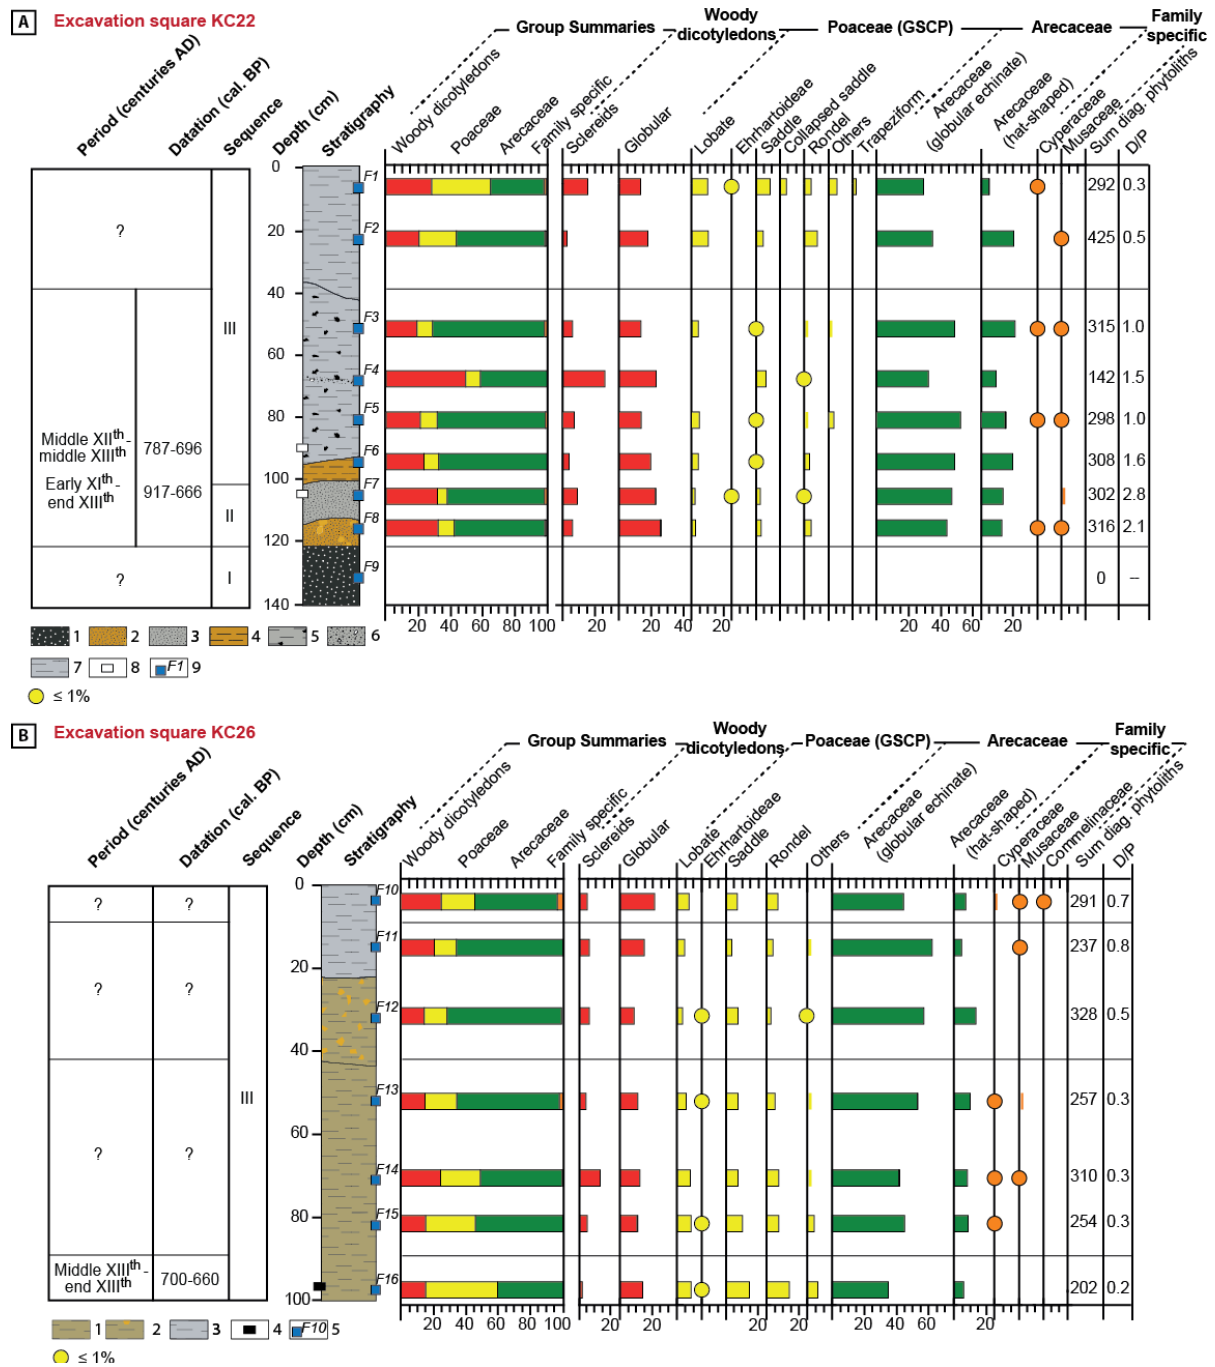 A Excavation square KC22
Group Summaries
Woody dicotyledons
Poaceae (GSCP)
Arecaceae
Family specific
Period (centuries AD)
Datation (cal. BP)
Sequence
Depth (cm)
Stratigraphy
Woody dicotyledons
Poaceae
Arecaceae
Family specific
Sclereids
Globular
Lobate
Ehrhartoideae
Saddle
Collapsed saddle
Rondel
Others
Trapeziform
Arecaceae (globular echinate)
Arecaceae (hat-shaped)
Cyperaceae
Musaceae
Sum diag. phytoliths
D/P
0
20
40
60
80
100
120
140
?
III
Middle XIIth- middle XIIIth
787-696
Early XIth- end XIIIth
917-666
II
?
I
F1 292 0.3
F2 425 0.5
F3 315 1.0
F4 142 1.5
F5 298 1.0
F6 308 1.6
F7 302 2.8
F8 316 2.1
F9 0 –
20 40 60 80 100 20 20 40 20 40 60 20
1 2 3 4 5 6
7 8 F1 9
≤ 1%
B Excavation square KC26
Group Summaries
Woody dicotyledons
Poaceae (GSCP)
Arecaceae
Family specific
Period (centuries AD)
Datation (cal. BP)
Sequence
Depth (cm)
Stratigraphy
Woody dicotyledons
Poaceae
Arecaceae
Family specific
Sclereids
Globular
Lobate
Ehrhartoideae
Saddle
Rondel
Others
Arecaceae (globular echinate)
Arecaceae (hat-shaped)
Cyperaceae
Musaceae
Commelinaceae
Sum diag. phytoliths
D/P
0
20
40
60
80
100
? ?
? ?
III
? ?
Middle XIIIth- end XIIIth
700-660
F10 291 0.7
F11 237 0.8
F12 328 0.5
F13 257 0.3
F14 310 0.3
F15 254 0.3
F16 202 0.2
20 40 60 80 100 20 20 20 20 20 20 40 60 20
1 2 3 4 F10 5
≤ 1%